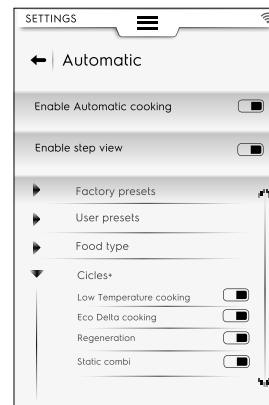 SETTINGS
Automatic
Enable Automatic cooking
Enable step view
Factory presets
User presets
Food type
Cicles+
Low Temperature cooking
Eco Delta cooking
Regeneration
Static combi